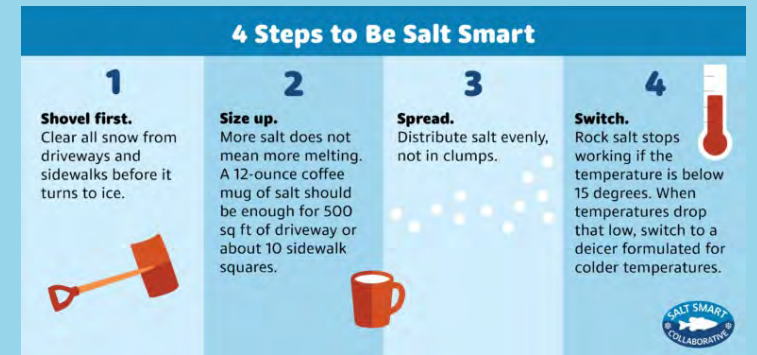 4 Steps to Be Salt Smart
1
Shovel first.
Clear all snow from
driveways and
sidewalks before it
turns to ice.
2
Size up.
More salt does not
mean more melting.
A 12-ounce coffee
mug of salt should
be enough for 500
sq ft of driveway or
about 10 sidewalk
squares.
3
Spread.
Distribute salt evenly,
not in clumps.
4
Switch.
Rock salt stops
working if the
temperature is below
15 degrees. When
temperatures drop
that low, switch to a
deicer formulated for
colder temperatures.
SALT SMART
COLLABORATIVE